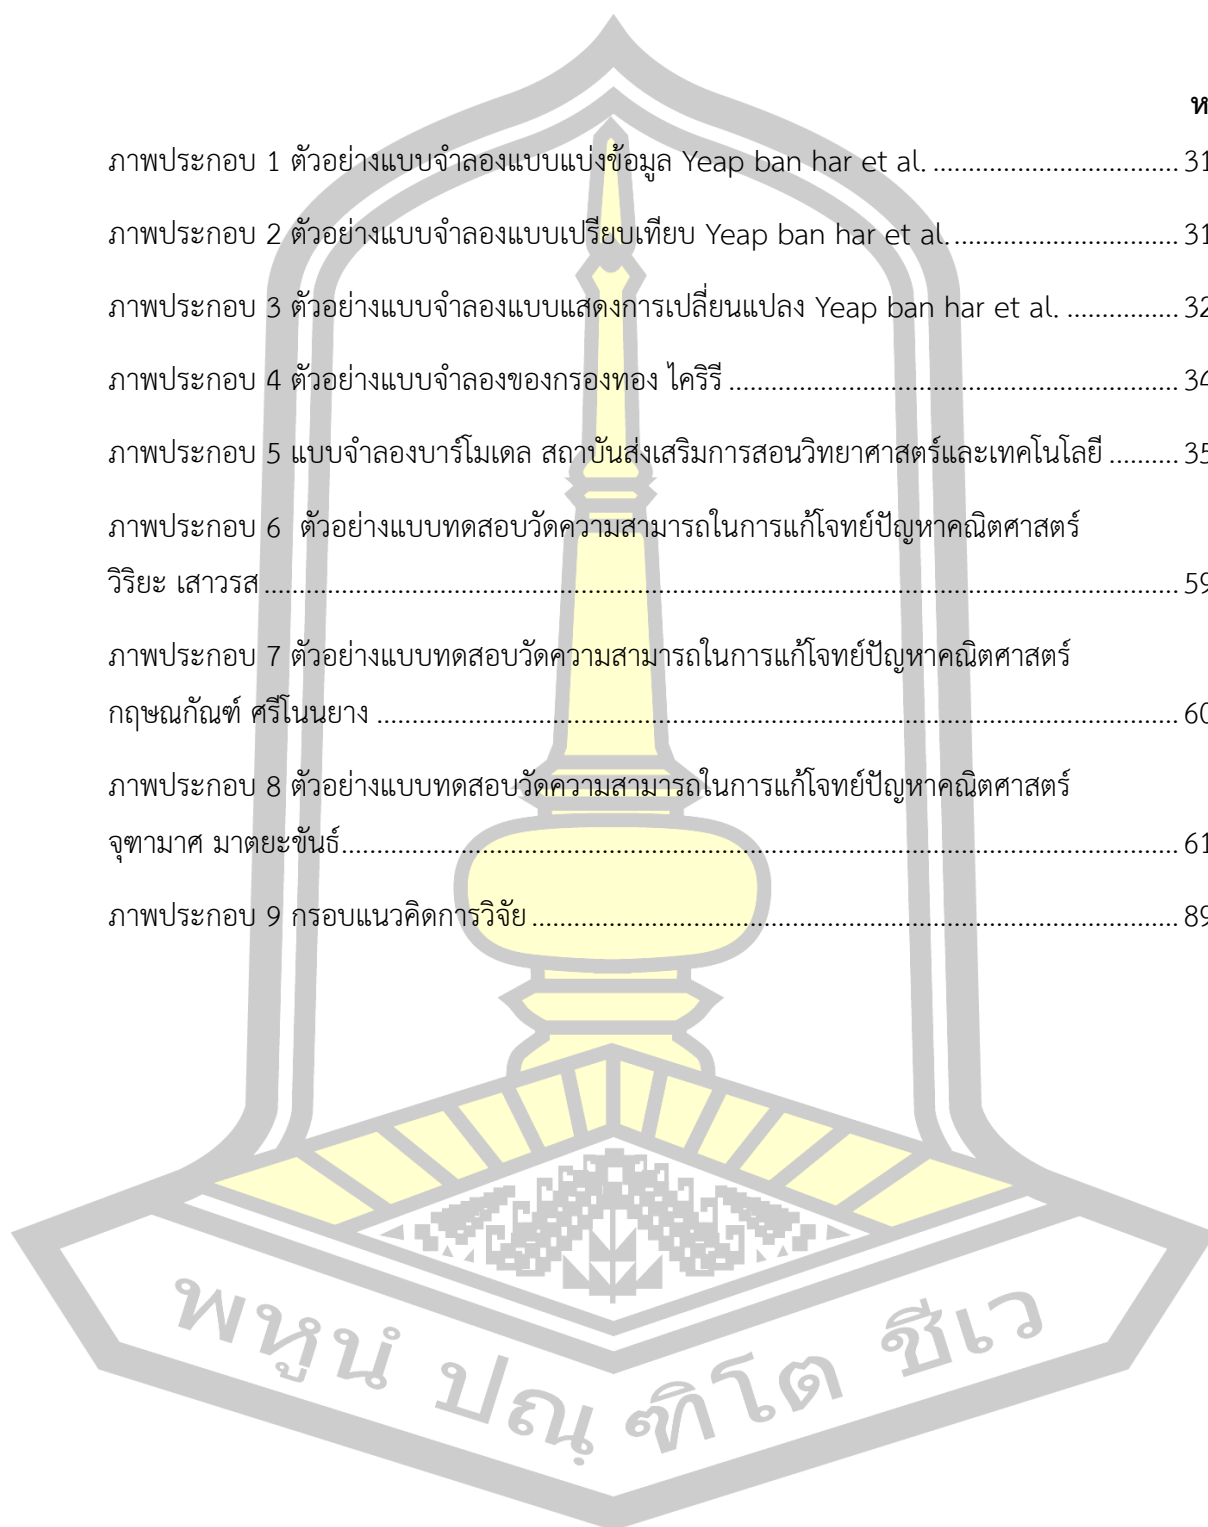 ห
ภาพประกอบ 1 ตัวอย่างแบบจำลองแบบแบ่งข้อมูล Yeap ban har et al. ........................... 31
ภาพประกอบ 2 ตัวอย่างแบบจำลองแบบเปรียบเทียบ Yeap ban har et al. ......................... 31
ภาพประกอบ 3 ตัวอย่างแบบจำลองแบบแสดงการเปลี่ยนแปลง Yeap ban har et al. ............... 32
ภาพประกอบ 4 ตัวอย่างแบบจำลองของกรองทอง ไคริรี ............................................................ 34
ภาพประกอบ 5 แบบจำลองบาร์โมเดล สถาบันส่งเสริมการสอนวิทยาศาสตร์และเทคโนโลยี ......... 35
ภาพประกอบ 6 ตัวอย่างแบบทดสอบวัดความสามารถในการแก้โจทย์ปัญหาคณิตศาสตร์
วิริยะ เสาวรส ............................................................................................................ 59
ภาพประกอบ 7 ตัวอย่างแบบทดสอบวัดความสามารถในการแก้โจทย์ปัญหาคณิตศาสตร์
กฤษณกัณฑ์ ศรีโนนยาง ............................................................................................... 60
ภาพประกอบ 8 ตัวอย่างแบบทดสอบวัดความสามารถในการแก้โจทย์ปัญหาคณิตศาสตร์
จุฑามาศ มาตยะขันธ์.................................................................................................... 61
ภาพประกอบ 9 กรอบแนวคิดการวิจัย ............................................................................... 89
พหูนํ ปณฺฑิโต ชีเว